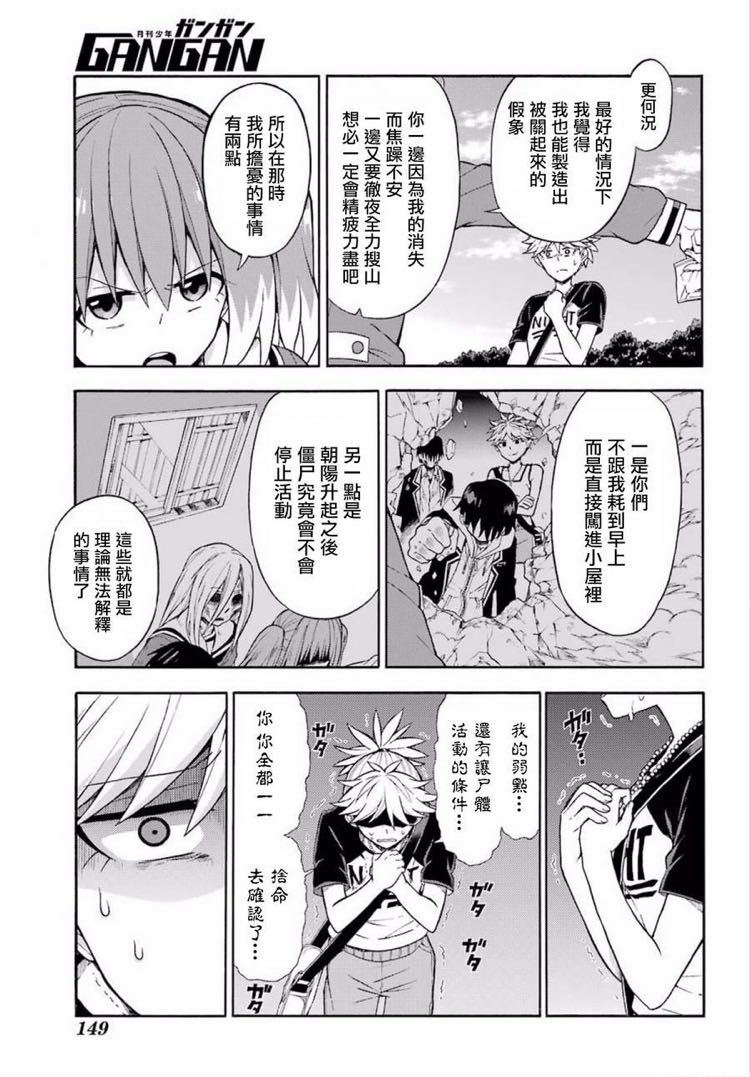 月刊少年
ガンガン
GANGAN
更何況
最好的情況下
我覺得
我也能製造出
被關起來的
假象
你一邊因為我的消失
而焦躁不安
一邊又要徹夜全力搜山
想必一定會精疲力盡吧
NIGHT
所以在那時
我所擔憂的事情
有兩點
一是你們
不跟我耗到早上
而是直接闖進小屋裡
另一點是
朝陽升起之後
僵尸究竟會不會
停止活動
這些就都是
理論無法解釋
的事情了
ガタ
我的弱點…
還有讓尸體
活動的條件…
ガタ
ガタ
ガタ
ガタ
你 你全都一一
捨命
去確認了…
149